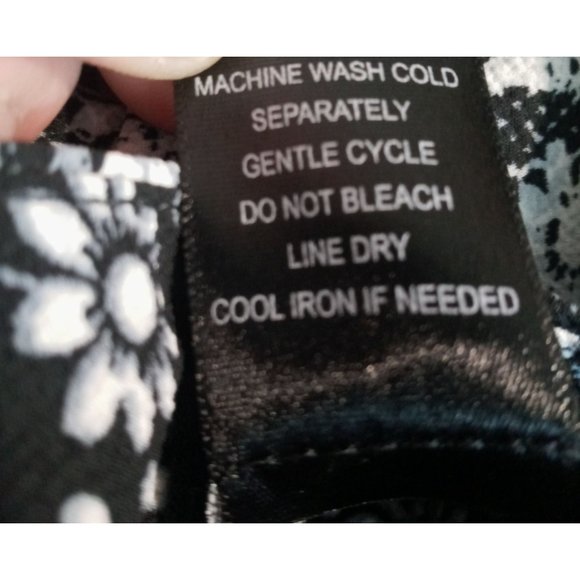 MACHINE WASH COLD
SEPARATELY
GENTLE CYCLE
DO NOT BLEACH
LINE DRY
COOL IRON IF NEEDED